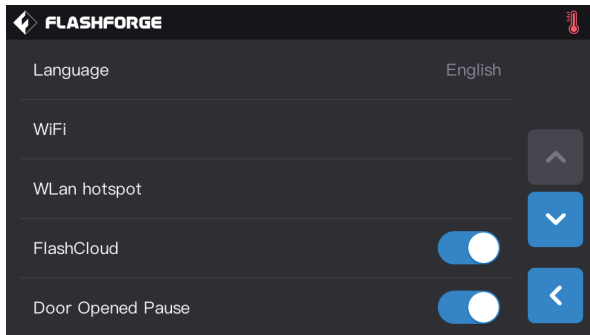 FLASHFORGE
Language English
WiFi
WLan hotspot
FlashCloud
Door Opened Pause